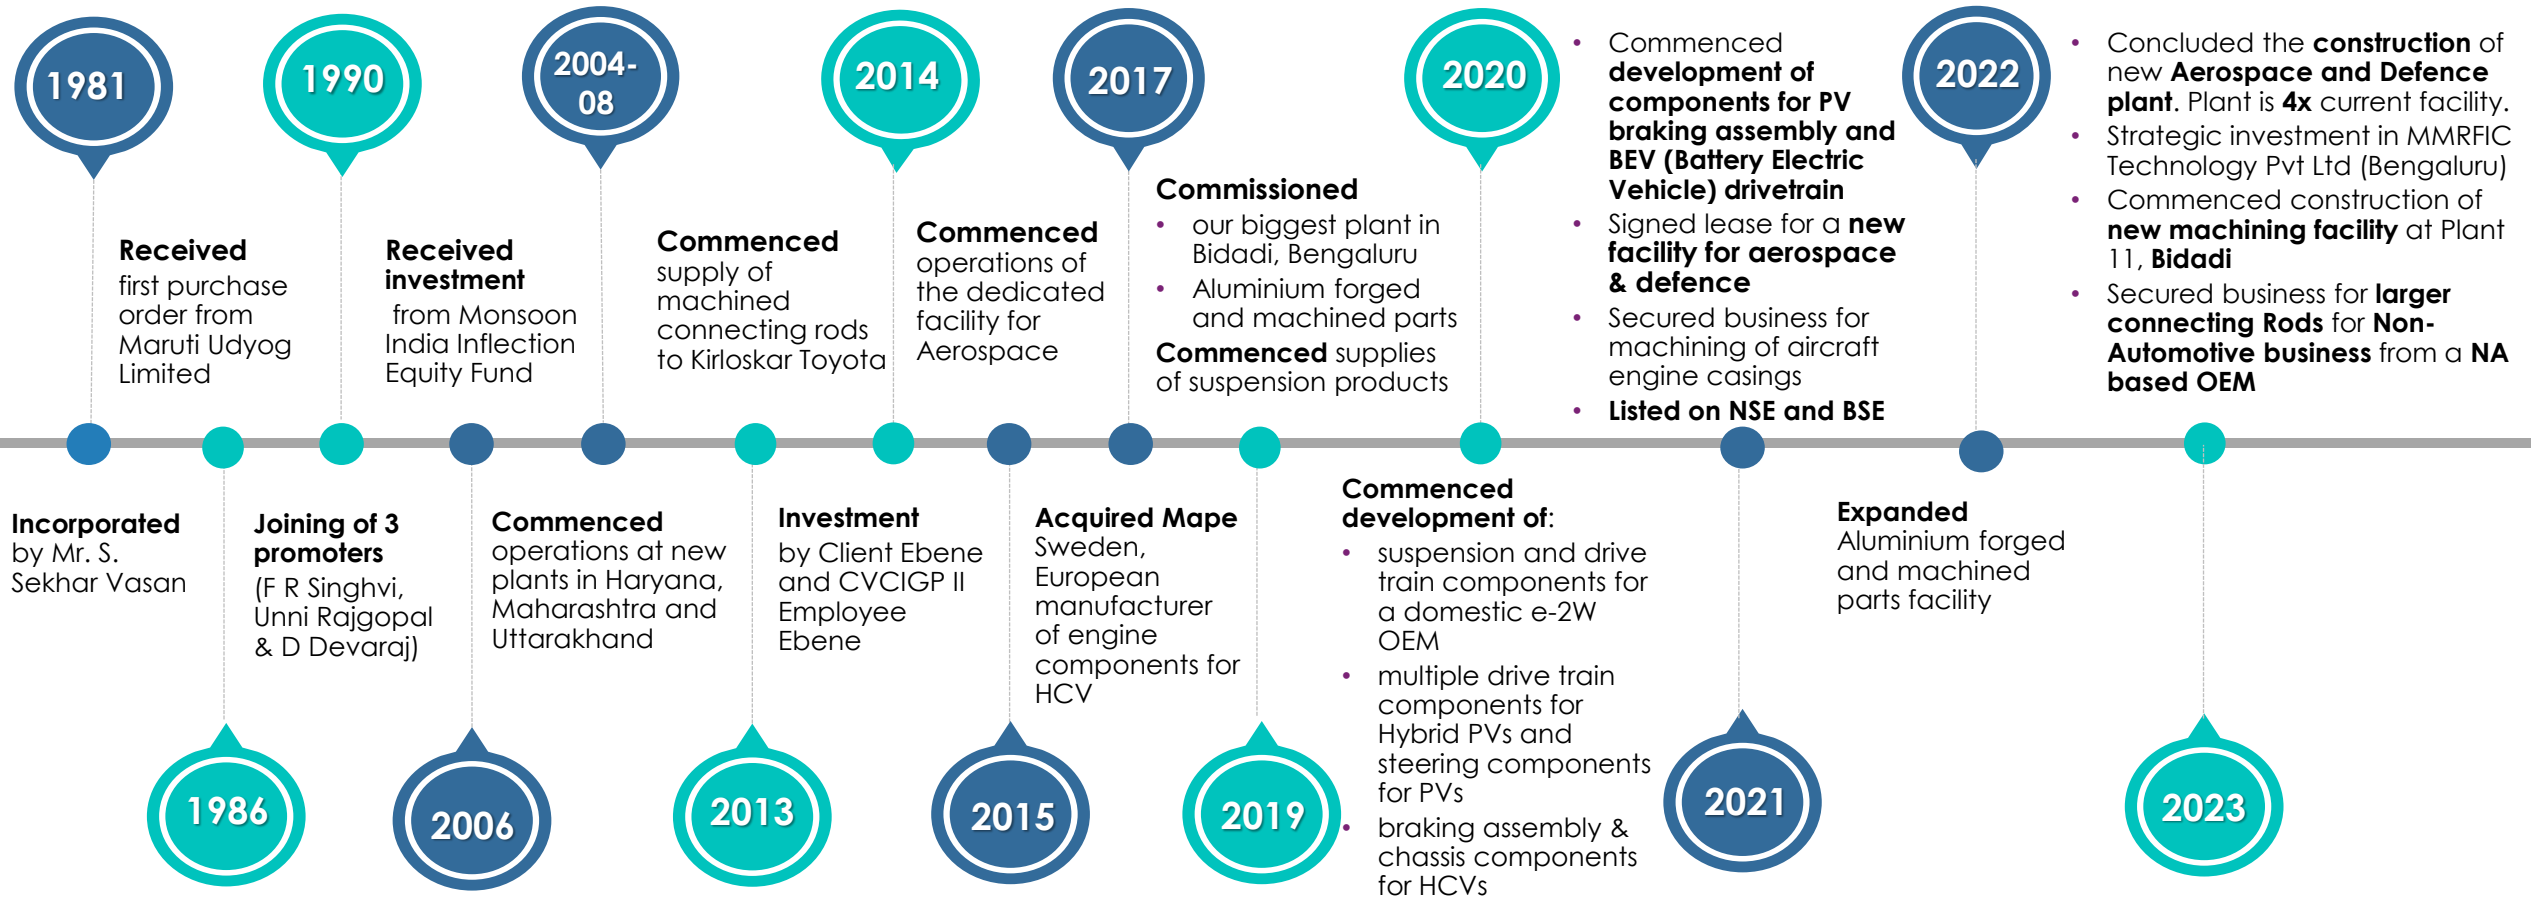 1981
1990
2004-
08
2014
2017
2020
2022
Received
first purchase
order from
Maruti Udyog
Limited
Received
investment
from Monsoon
India Inflection
Equity Fund
Commenced
supply of
machined
connecting rods
to Kirloskar Toyota
Commenced
operations of
the dedicated
facility for
Aerospace
Commissioned
• our biggest plant in
Bidadi, Bengaluru
• Aluminium forged
and machined parts
Commenced supplies
of suspension products
• Commenced
development of
components for PV
braking assembly and
BEV (Battery Electric
Vehicle) drivetrain
• Signed lease for a new
facility for aerospace
& defence
• Secured business for
machining of aircraft
engine casings
• Listed on NSE and BSE
• Concluded the construction of
new Aerospace and Defence
plant. Plant is 4x current facility.
• Strategic investment in MMRFIC
Technology Pvt Ltd (Bengaluru)
• Commenced construction of
new machining facility at Plant
11, Bidadi
• Secured business for larger
connecting Rods for Non-
Automotive business from a NA
based OEM
Incorporated
by Mr. S.
Sekhar Vasan
Joining of 3
promoters
(F R Singhvi,
Unni Rajgopal
& D Devaraj)
Commenced
operations at new
plants in Haryana,
Maharashtra and
Uttarakhand
Investment
by Client Ebene
and CVCIGP II
Employee
Ebene
Acquired Mape
Sweden,
European
manufacturer
of engine
components for
HCV
Commenced
development of:
• suspension and drive
train components for
a domestic e-2W
OEM
• multiple drive train
components for
Hybrid PVs and
steering components
for PVs
• braking assembly &
chassis components
for HCVs
Expanded
Aluminium forged
and machined
parts facility
1986
2006
2013
2015
2019
2021
2023